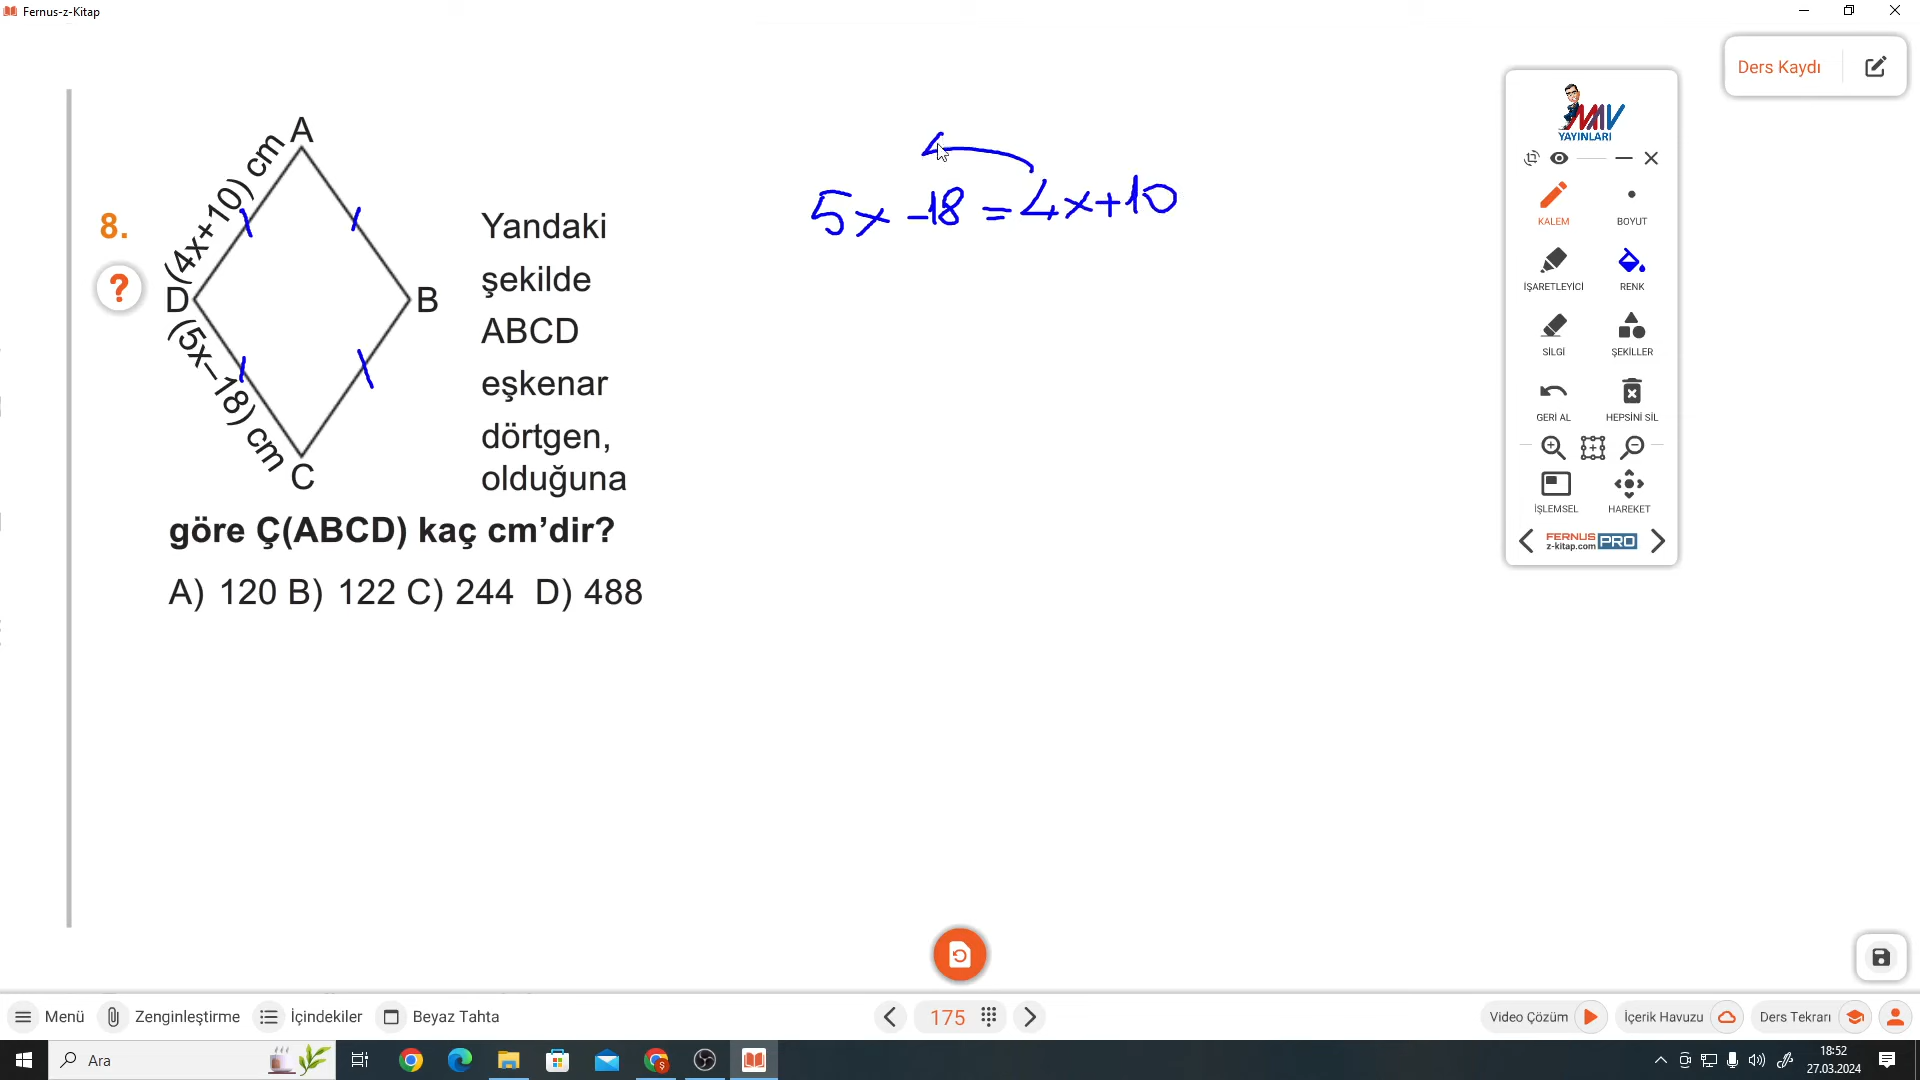 Fernus-z-Kitap
Ders Kaydı
MAV
YAYINLARI
KALEM
BOYUT
İŞARETLEYİCİ
RENK
SİLGİ
ŞEKİLLER
GERİ AL
HEPSİNİ SİL
İŞLEMSEL
HAREKET
FERNUS
z-kitap.com PRO
5x -18 = 4x+10
8.
?
A
(4x+10) cm
D
B
(5x–18) cm
C
Yandaki
şekilde
ABCD
eşkenar
dörtgen,
olduğuna
göre Ç(ABCD) kaç cm’dir?
A) 120 B) 122 C) 244 D) 488
Menü
Zenginleştirme
İçindekiler
Beyaz Tahta
175
Video Çözüm
İçerik Havuzu
Ders Tekrarı
Ara
18:52
27.03.2024